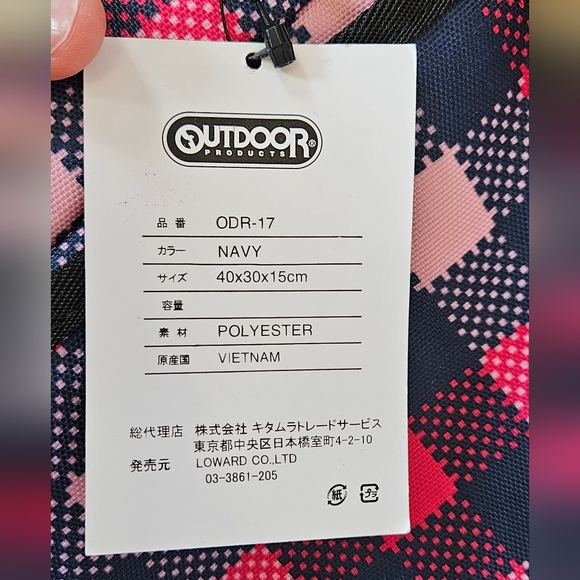 OUTDOOR®
PRODUCTS
品番 ODR-17
カラー NAVY
サイズ 40x30x15cm
容量
素材 POLYESTER
原産国 VIETNAM
総代理店 株式会社 キタムラトレードサービス
東京都中央区日本橋室町4-2-10
発売元 LOWARD CO.,LTD
03-3861-205
紙 プラ